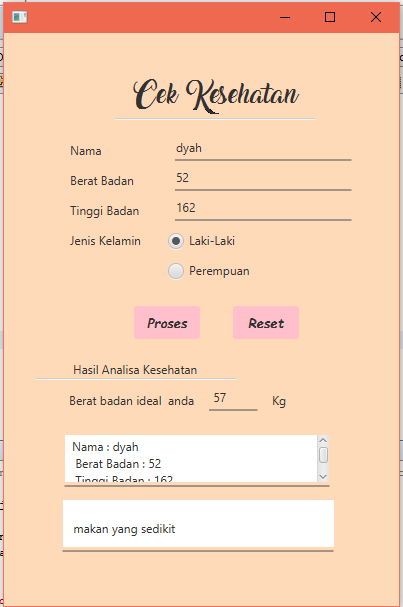 Cek Kesehatan
Nama dyah
Berat Badan 52
Tinggi Badan 162
Jenis Kelamin Laki-Laki
Perempuan
Proses Reset
Hasil Analisa Kesehatan
Berat badan ideal anda 57 Kg
Nama : dyah
Berat Badan : 52
Tinggi Badan : 162
makan yang sedikit